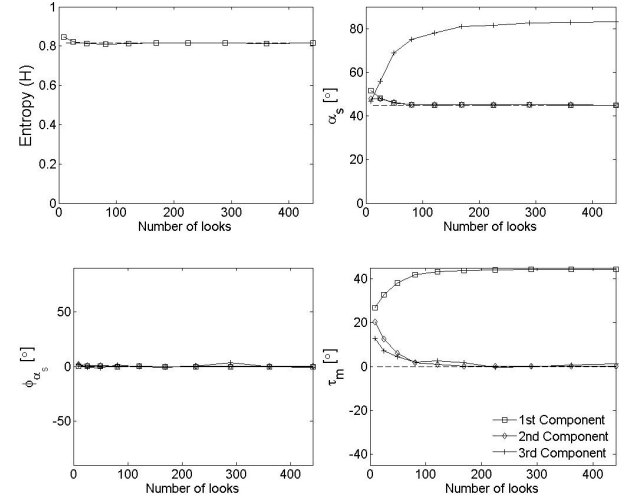 1
0.8
0.6
0.4
0.2
0
Entropy (H)
0 100 200 300 400
Number of looks
80
60
40
20
0
αs [°]
0 100 200 300 400
Number of looks
50
0
-50
ϕαs [°]
0 100 200 300 400
Number of looks
40
20
0
-20
-40
τm [°]
1st Component
2nd Component
3rd Component
0 100 200 300 400
Number of looks